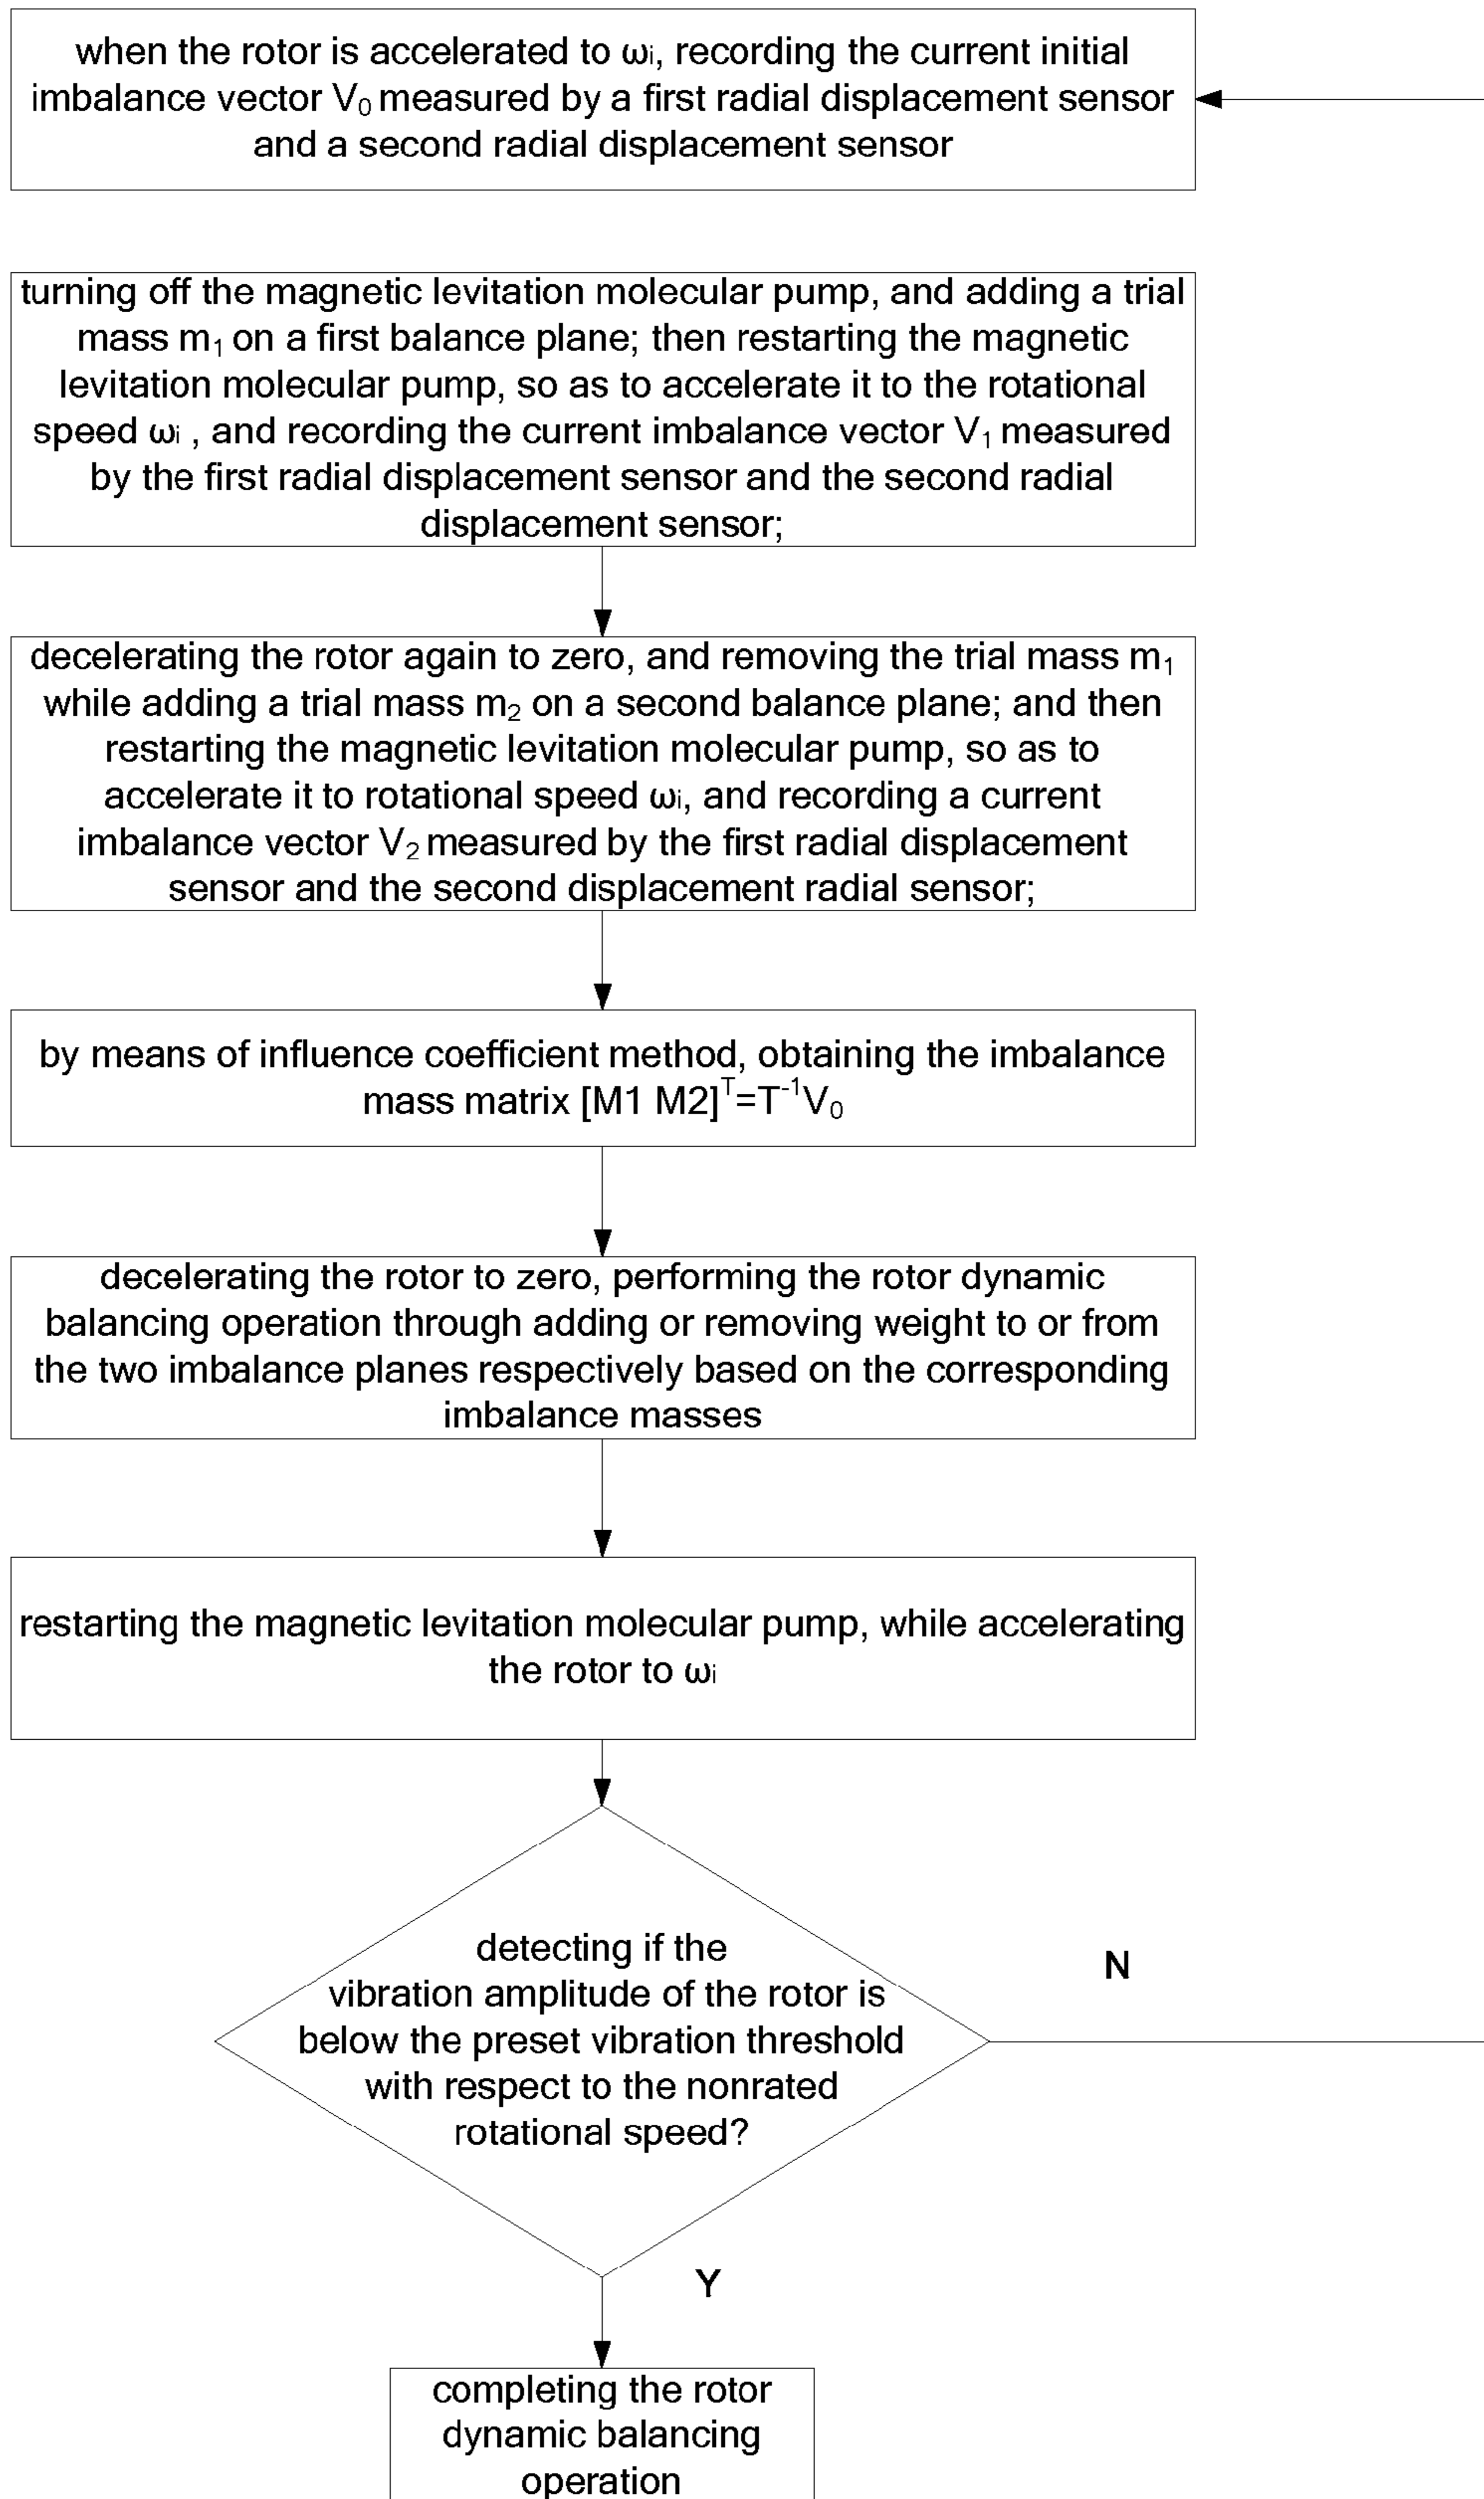 when the rotor is accelerated to ωi, recording the current initial
imbalance vector V₀ measured by a first radial displacement sensor
and a second radial displacement sensor
turning off the magnetic levitation molecular pump, and adding a trial
mass m₁ on a first balance plane; then restarting the magnetic
levitation molecular pump, so as to accelerate it to the rotational
speed ωi , and recording the current imbalance vector V₁ measured
by the first radial displacement sensor and the second radial
displacement sensor;
decelerating the rotor again to zero, and removing the trial mass m₁
while adding a trial mass m₂ on a second balance plane; and then
restarting the magnetic levitation molecular pump, so as to
accelerate it to rotational speed ωi, and recording a current
imbalance vector V₂ measured by the first radial displacement
sensor and the second displacement radial sensor;
by means of influence coefficient method, obtaining the imbalance
mass matrix [M1 M2]ᵀ=T⁻¹V₀
decelerating the rotor to zero, performing the rotor dynamic
balancing operation through adding or removing weight to or from
the two imbalance planes respectively based on the corresponding
imbalance masses
restarting the magnetic levitation molecular pump, while accelerating
the rotor to ωi
detecting if the
vibration amplitude of the rotor is
below the preset vibration threshold
with respect to the nonrated
rotational speed?
N
Y
completing the rotor
dynamic balancing
operation